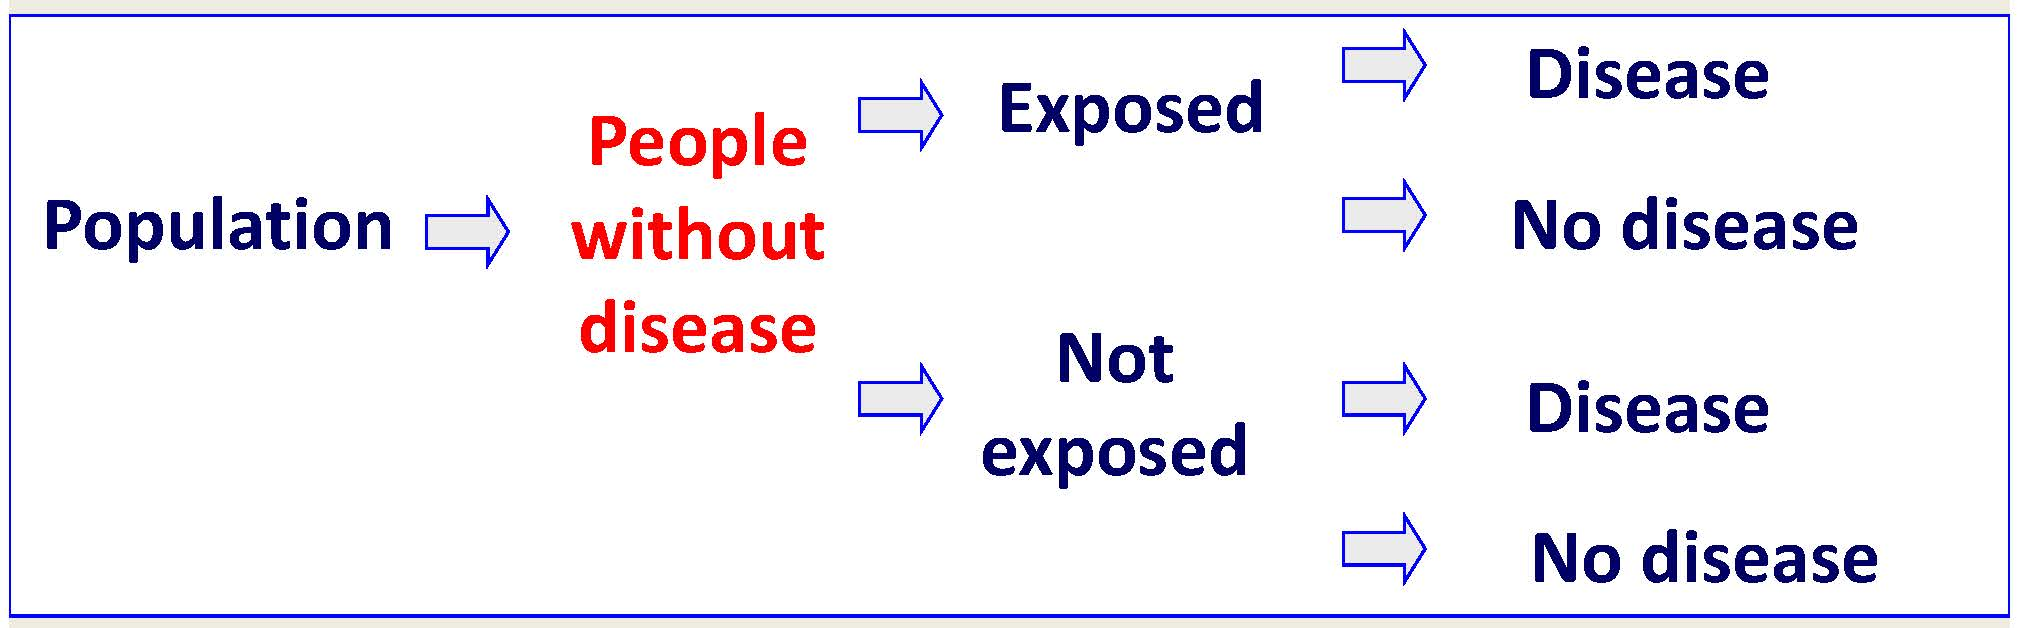 Population
People
without
disease
Exposed
Disease
No disease
Not
exposed
Disease
No disease